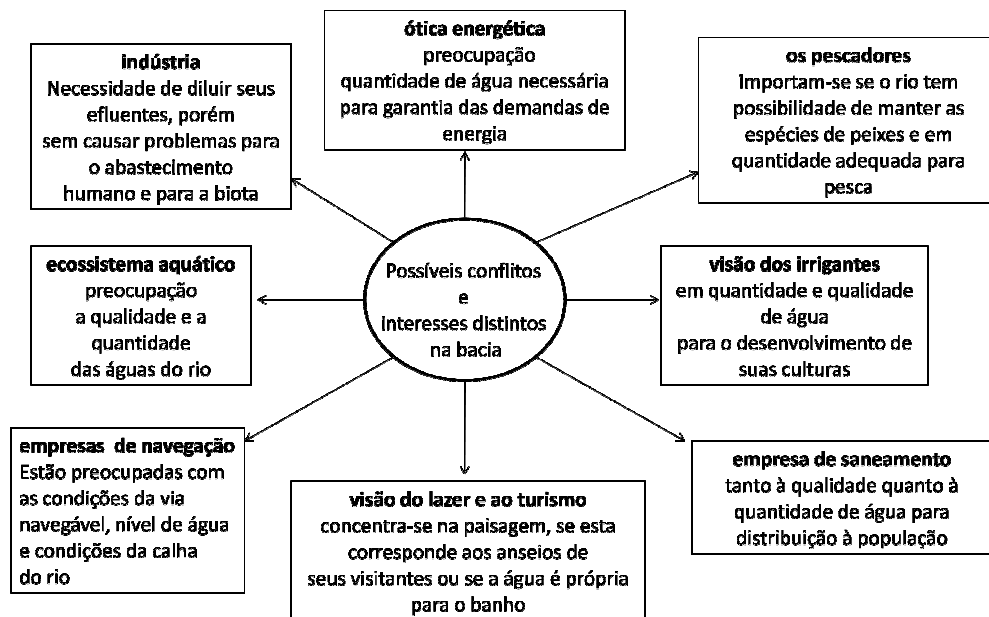 ótica energética
preocupação
quantidade de água necessária
para garantia das demandas de
energia
indústria
Necessidade de diluir seus
efluentes, porém
sem causar problemas para
o abastecimento
humano e para a biota
os pescadores
Importam-se se o rio tem
possibilidade de manter as
espécies de peixes e em
quantidade adequada para
pesca
ecossistema aquático
preocupação
a qualidade e a
quantidade
das águas do rio
Possíveis conflitos
e
interesses distintos
na bacia
visão dos irrigantes
em quantidade e qualidade
de água
para o desenvolvimento de
suas culturas
empresas de navegação
Estão preocupadas com
as condições da via
navegável, nível de água
e condições da calha
do rio
visão do lazer e ao turismo
concentra-se na paisagem, se esta
corresponde aos anseios de
seus visitantes ou se a água é própria
para o banho
empresa de saneamento
tanto à qualidade quanto à
quantidade de água para
distribuição à população